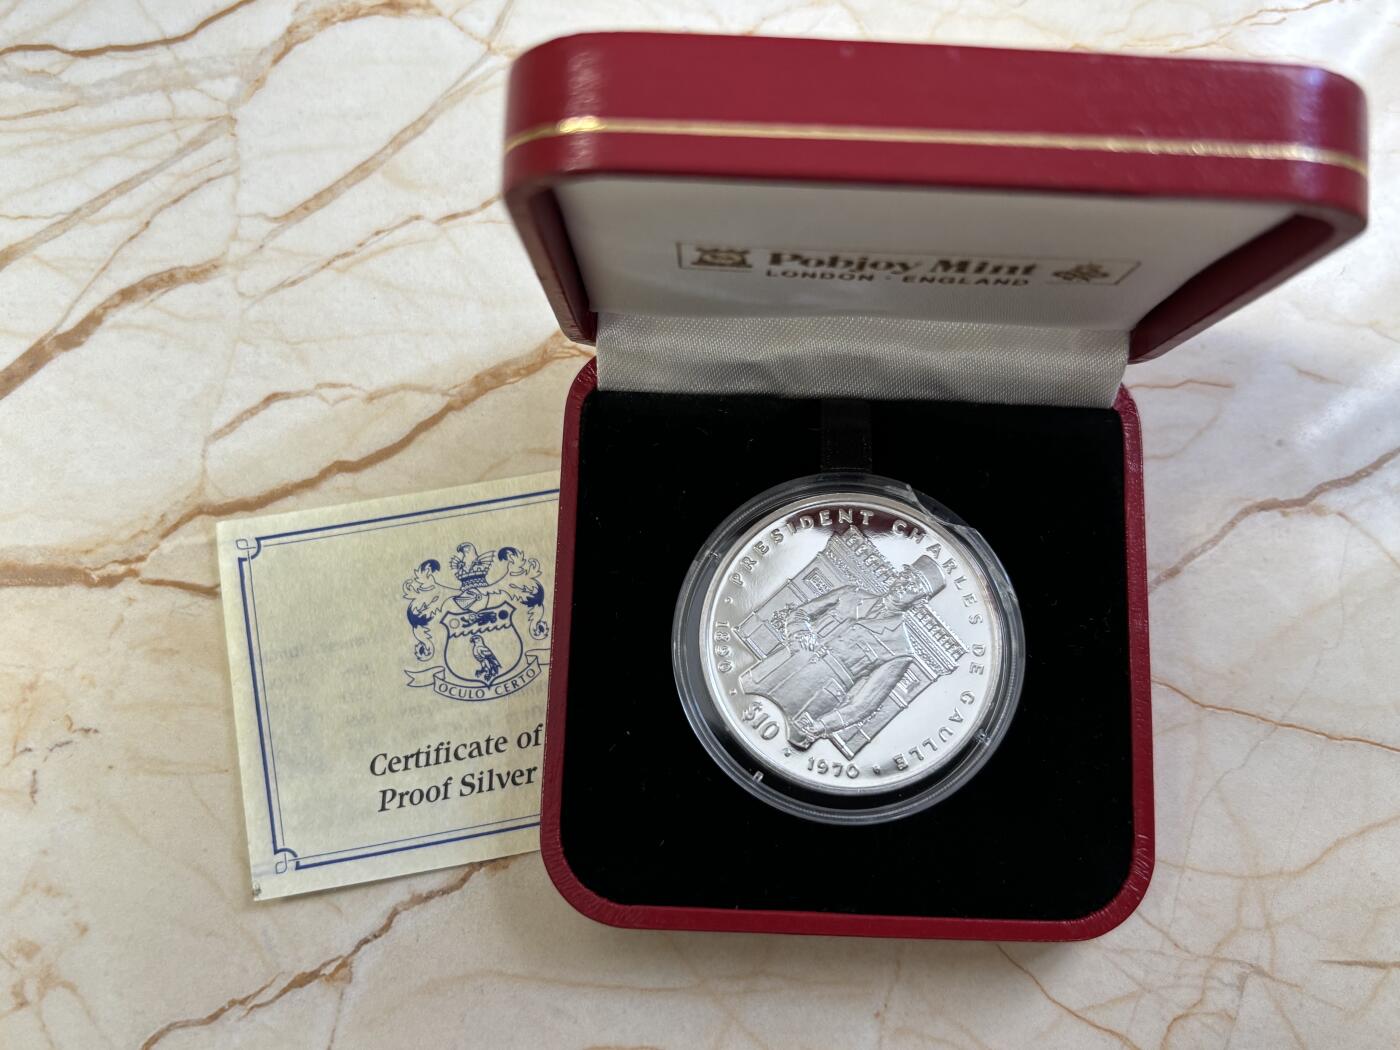 Pobjoy Mint
LONDON · ENGLAND
PRESIDENT CHARLES DE GAULLE
1890 · 1970
$10
OCULO CERTO
Certificate of
Proof Silver